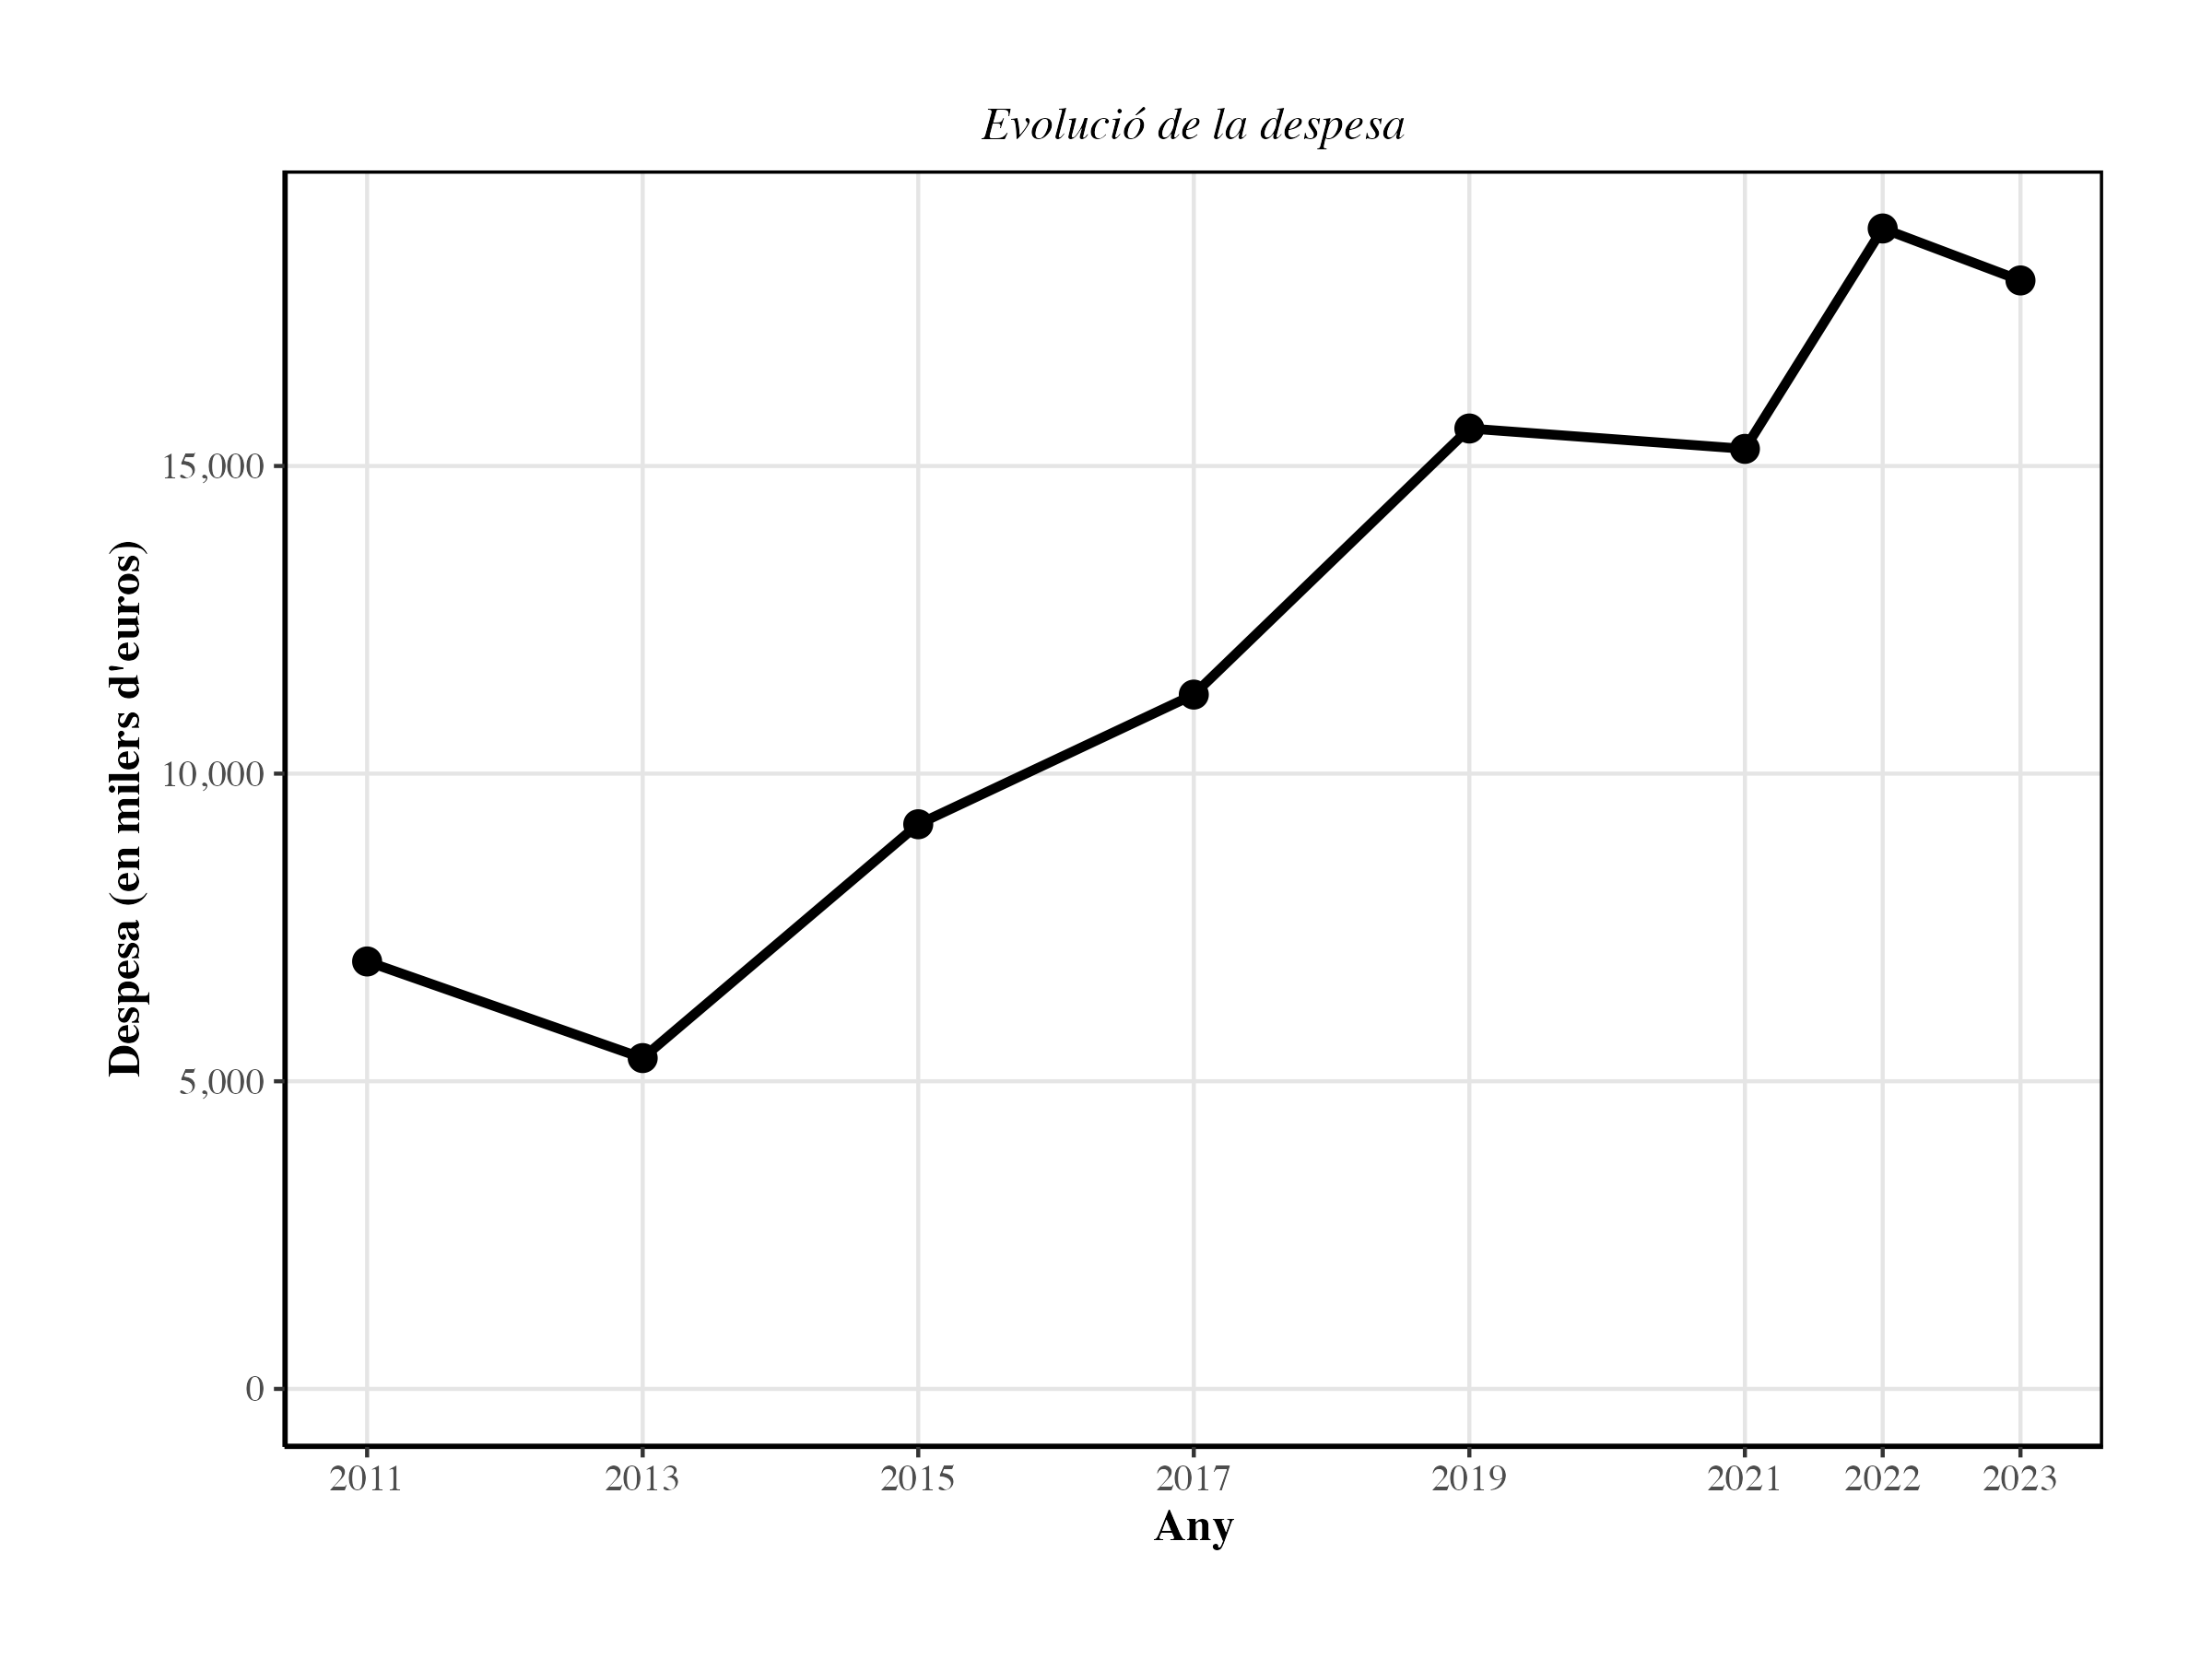 Evolució de la despesa
Despesa (en milers d'euros)
15,000
10,000
5,000
0
2011 2013 2015 2017 2019 2021 2022 2023
Any